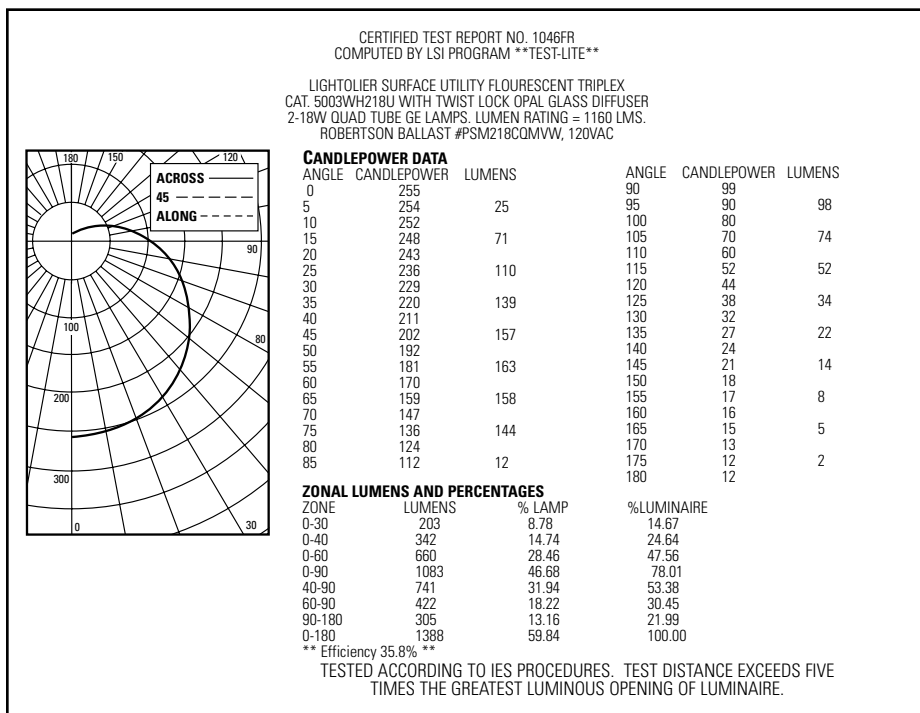 CERTIFIED TEST REPORT NO. 1046FR
COMPUTED BY LSI PROGRAM **TEST-LITE**
LIGHTOLIER SURFACE UTILITY FLOURESCENT TRIPLEX
CAT. 5003WH218U WITH TWIST LOCK OPAL GLASS DIFFUSER
2-18W QUAD TUBE GE LAMPS. LUMEN RATING = 1160 LMS.
ROBERTSON BALLAST #PSM218CQMVW, 120VAC
180 150 120
ACROSS
45
ALONG
90
100
80
200
300
0 30
CANDLEPOWER DATA
ANGLE CANDLEPOWER LUMENS
0 255
5 254 25
10 252
15 248 71
20 243
25 236 110
30 229
35 220 139
40 211
45 202 157
50 192
55 181 163
60 170
65 159 158
70 147
75 136 144
80 124
85 112 12
ANGLE CANDLEPOWER LUMENS
90 99
95 90 98
100 80
105 70 74
110 60
115 52 52
120 44
125 38 34
130 32
135 27 22
140 24
145 21 14
150 18
155 17 8
160 16
165 15 5
170 13
175 12 2
180 12
ZONAL LUMENS AND PERCENTAGES
ZONE LUMENS % LAMP %LUMINAIRE
0-30 203 8.78 14.67
0-40 342 14.74 24.64
0-60 660 28.46 47.56
0-90 1083 46.68 78.01
40-90 741 31.94 53.38
60-90 422 18.22 30.45
90-180 305 13.16 21.99
0-180 1388 59.84 100.00
** Efficiency 35.8% **
TESTED ACCORDING TO IES PROCEDURES. TEST DISTANCE EXCEEDS FIVE
TIMES THE GREATEST LUMINOUS OPENING OF LUMINAIRE.